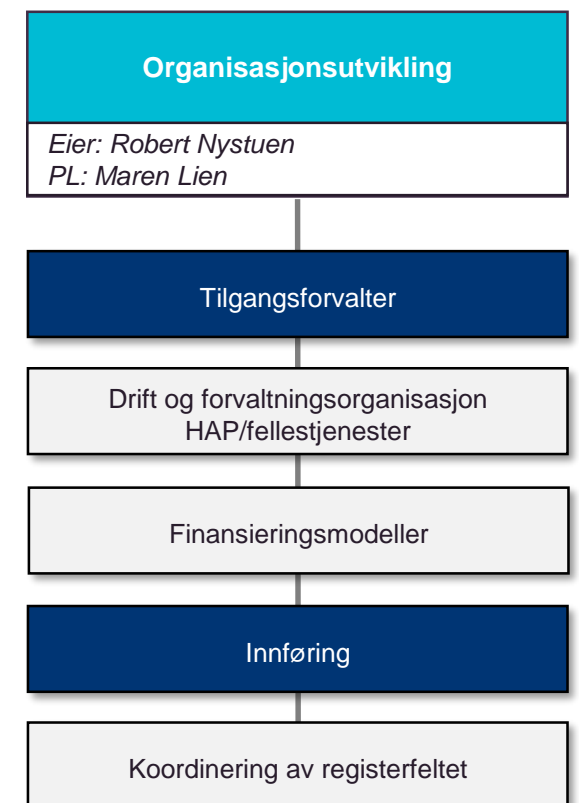 Organisasjonsutvikling
Eier: Robert Nystuen
PL: Maren Lien
Tilgangsforvalter
Drift og forvaltningsorganisasjon
HAP/fellestjenester
Finansieringsmodeller
Innføring
Koordinering av registerfeltet